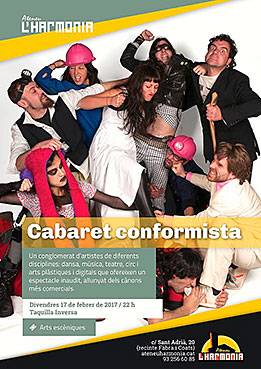 Ateneu
L'HARMONIA
Cabaret conformista
Un conglomerat d'artistes de diferents
disciplines: dansa, música, teatre, circ i
arts plàstiques i digitals que ofereixen un
espectacle inaudit, allunyat dels cànons
més comercials.
Divendres 17 de febrer de 2017 / 22 h
Taquilla Inversa
+ Arts escèniques
c/ Sant Adrià, 20
(recinte Fabra i Coats)
ateneuharmonia.cat
93 256 60 85
Ateneu
L'HARMONIA